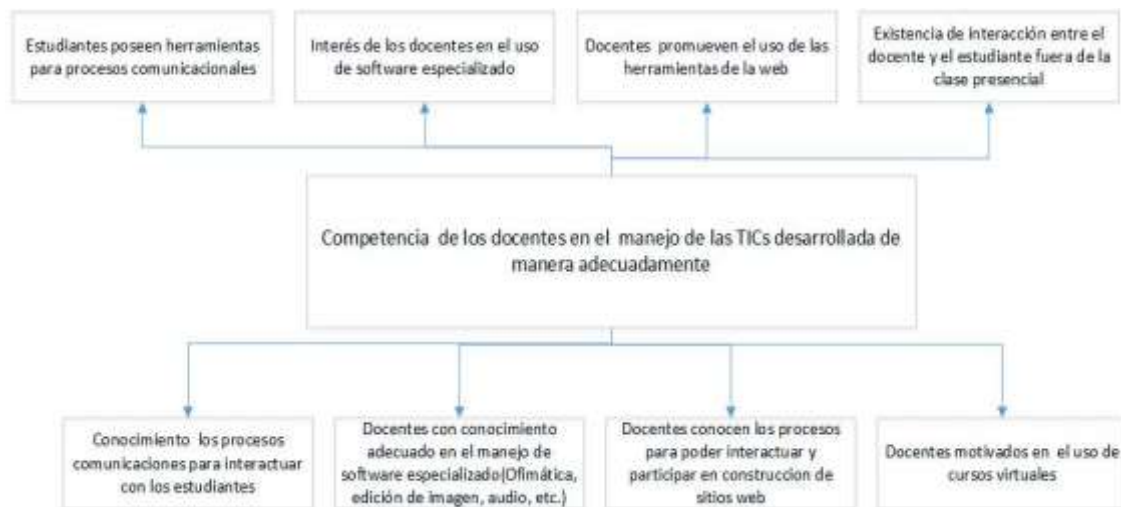 Estudiantes poseen herramientas
para procesos comunicacionales
Interés de los docentes en el uso
de software especializado
Docentes promueven el uso de las
herramientas de la web
Existencia de interacción entre el
docente y el estudiante fuera de la
clase presencial
Competencia de los docentes en el manejo de las TICs desarrollada de
manera adecuadamente
Conocimiento los procesos
comunicaciones para interactuar
con los estudiantes
Docentes con conocimiento
adecuado en el manejo de
software especializado(Ofimática,
edición de imagen, audio, etc.)
Docentes conocen los procesos
para poder interactuar y
participar en construccion de
sitios web
Docentes motivados en el uso de
cursos virtuales